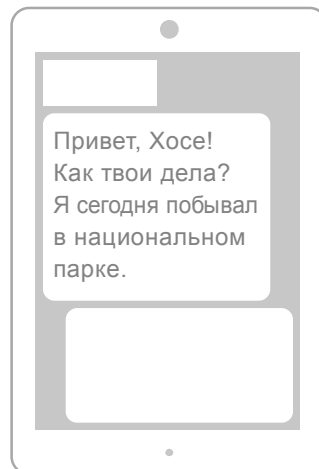 Привет, Хосе!
Как твои дела?
Я сегодня побывал
в национальном
парке.